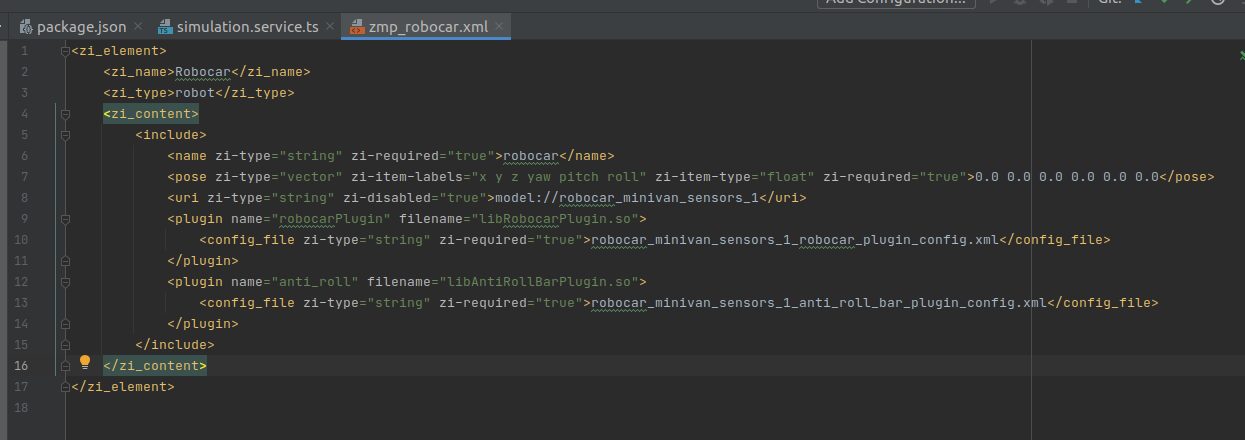 Add Configuration...
Git:
package.json
simulation.service.ts
zmp_robocar.xml
1 <zi_element>
2 <zi_name>Robocar</zi_name>
3 <zi_type>robot</zi_type>
4 <zi_content>
5 <include>
6 <name zi-type="string" zi-required="true">robocar</name>
7 <pose zi-type="vector" zi-item-labels="x y z yaw pitch roll" zi-item-type="float" zi-required="true">0.0 0.0 0.0 0.0 0.0 0.0</pose>
8 <uri zi-type="string" zi-disabled="true">model://robocar_minivan_sensors_1</uri>
9 <plugin name="robocarPlugin" filename="libRobocarPlugin.so">
10 <config_file zi-type="string" zi-required="true">robocar_minivan_sensors_1_robocar_plugin_config.xml</config_file>
11 </plugin>
12 <plugin name="anti_roll" filename="libAntiRollBarPlugin.so">
13 <config_file zi-type="string" zi-required="true">robocar_minivan_sensors_1_anti_roll_bar_plugin_config.xml</config_file>
14 </plugin>
15 </include>
16 </zi_content>
17 </zi_element>
18